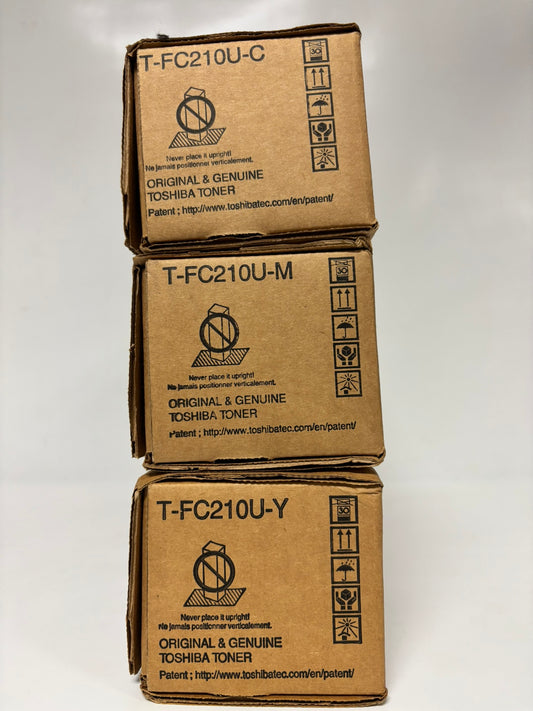 T-FC210U-C
30
Never place it upright!
Ne jamais positionner verticalement.
ORIGINAL & GENUINE
TOSHIBA TONER
Patent ; http://www.toshibatec.com/en/patent/
T-FC210U-M
30
Never place it upright!
Ne jamais positionner verticalement.
ORIGINAL & GENUINE
TOSHIBA TONER
Patent ; http://www.toshibatec.com/en/patent/
T-FC210U-Y
30
Never place it upright!
Ne jamais positionner verticalement.
ORIGINAL & GENUINE
TOSHIBA TONER
Patent ; http://www.toshibatec.com/en/patent/